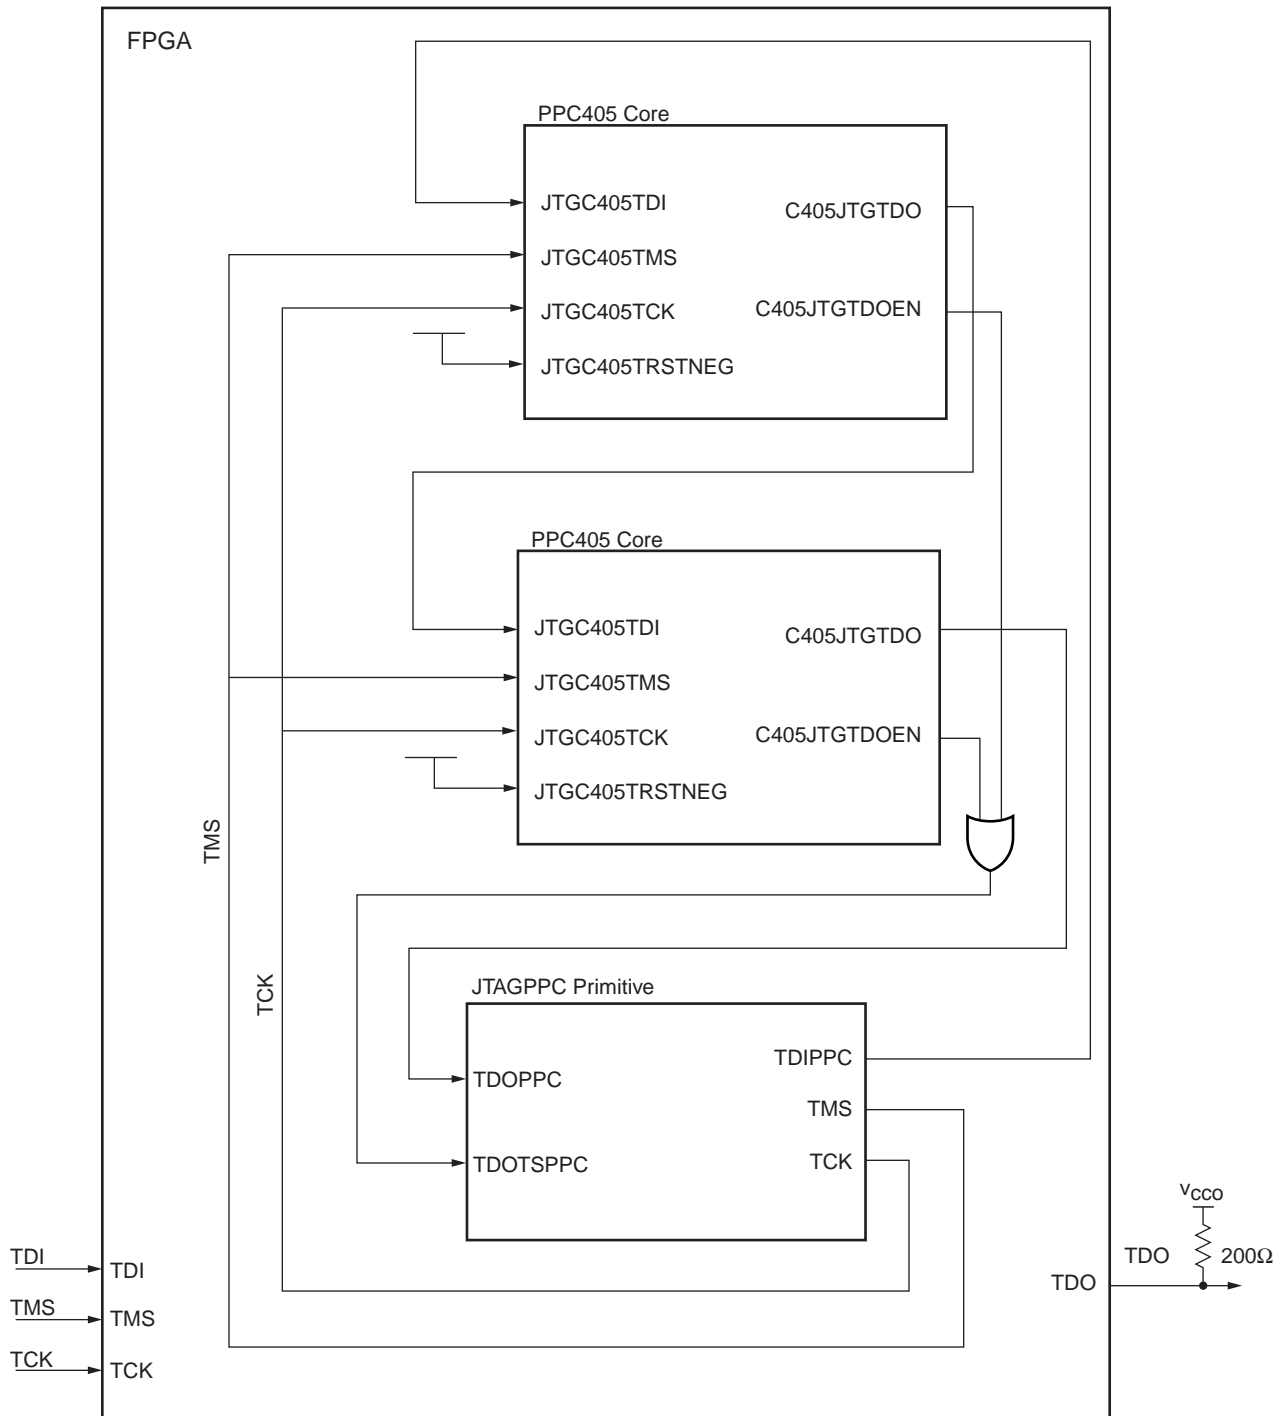 FPGA
PPC405 Core
JTGC405TDI
C405JTGTDO
JTGC405TMS
JTGC405TCK
C405JTGTDOEN
JTGC405TRSTNEG
PPC405 Core
JTGC405TDI
C405JTGTDO
JTGC405TMS
JTGC405TCK
C405JTGTDOEN
JTGC405TRSTNEG
TMS
TCK
JTAGPPC Primitive
TDIPPC
TDOPPC
TMS
TCK
TDOTSPPC
VCCO
TDO
200Ω
TDI
TDI
TDO
TMS
TMS
TCK
TCK